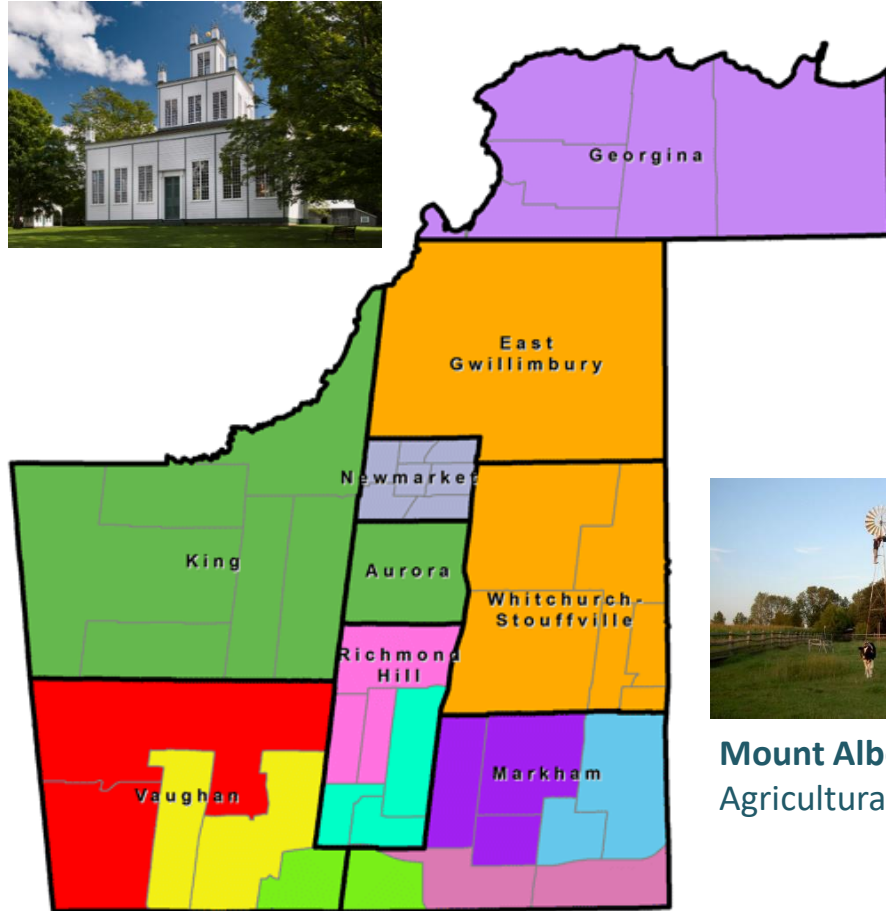 Georgina
East
Gwillimbury
Newmarket
King
Aurora
Whitchurch-
Stouffville
Richmond
Hill
Markham
Vaughan
Mount Alb
Agricultura